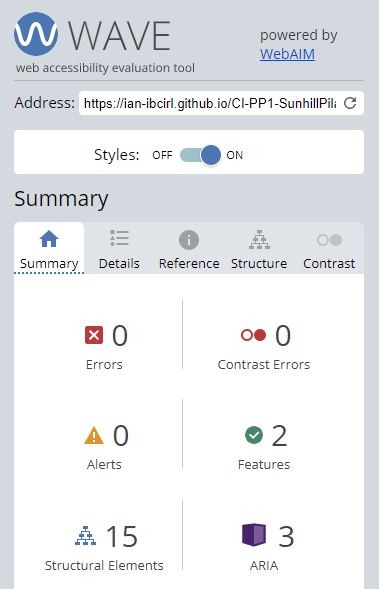 WAVE
web accessibility evaluation tool
powered by
WebAIM
Address: https://ian-ibcirl.github.io/CI-PP1-SunhillPila
Styles: OFF ON
Summary
Summary Details Reference Structure Contrast
0 0
Errors Contrast Errors
0 2
Alerts Features
15 3
Structural Elements ARIA